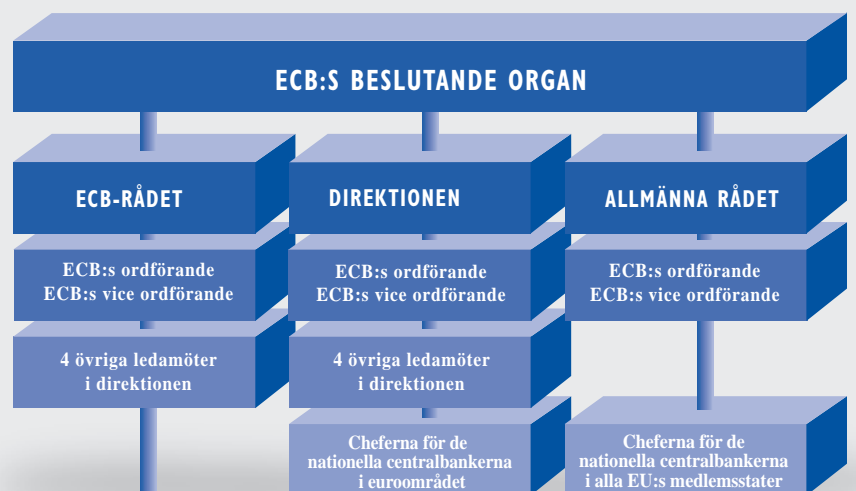 ECB:S BESLUTANDE ORGAN
ECB-RÅDET
ECB:s ordförande
ECB:s vice ordförande
4 övriga ledamöter
i direktionen
DIREKTIONEN
ECB:s ordförande
ECB:s vice ordförande
4 övriga ledamöter
i direktionen
Cheferna för de
nationella centralbankerna
i euroområdet
ALLMÄNNA RÅDET
ECB:s ordförande
ECB:s vice ordförande
Cheferna för de
nationella centralbankerna
i alla EU:s medlemsstater